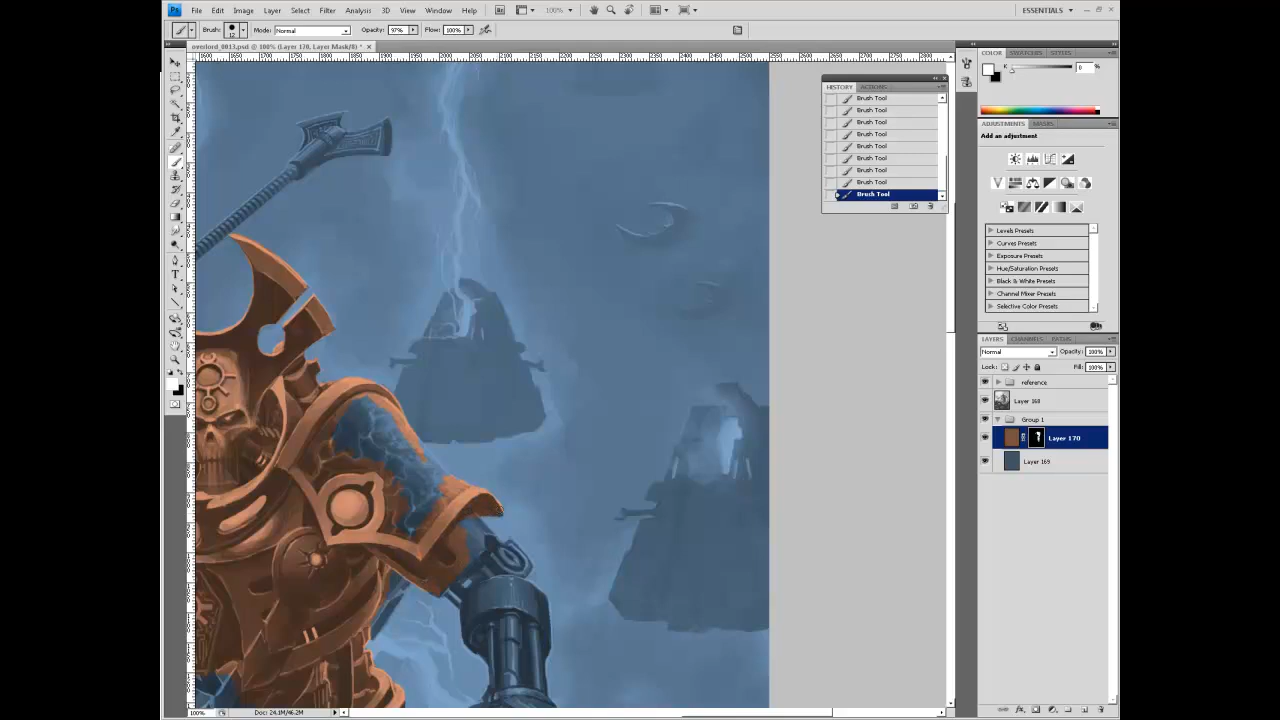 Ps File Edit Image Layer Select Filter Analysis 3D View Window Help Br 100% ESSENTIALS
Brush: 12 Mode: Normal Opacity: 97% Flow: 100%
overlord_0013.psd @ 100% (Layer 170, Layer Mask/8) * ×
HISTORY ACTIONS
Brush Tool
Brush Tool
Brush Tool
Brush Tool
Brush Tool
Brush Tool
Brush Tool
Brush Tool
Brush Tool
COLOR SWATCHES STYLES
K 0 %
ADJUSTMENTS MASKS
Add an adjustment
Levels Presets
Curves Presets
Exposure Presets
Hue/Saturation Presets
Black & White Presets
Channel Mixer Presets
Selective Color Presets
LAYERS CHANNELS PATHS
Normal Opacity: 100%
Lock: Fill: 100%
reference
Layer 168
Group 1
Layer 170
Layer 169
100% Doc: 24.1M/46.2M